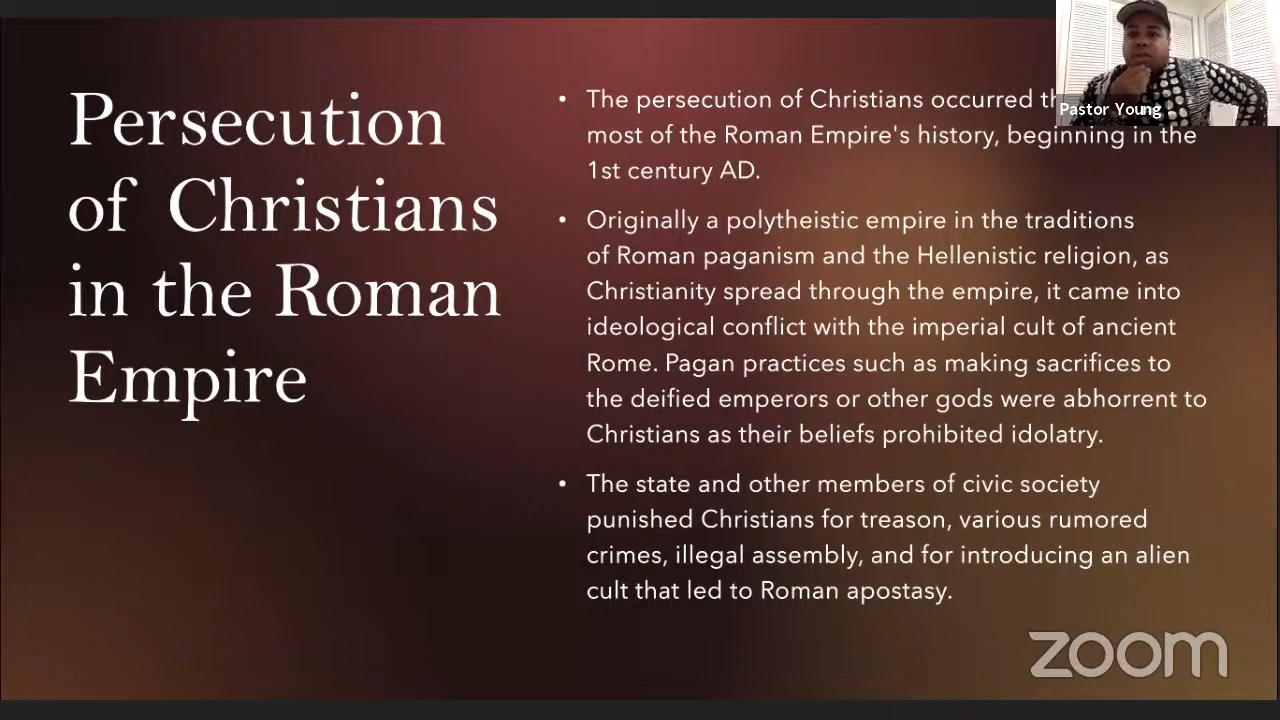 Persecution
of Christians
in the Roman
Empire
• The persecution of Christians occurred
most of the Roman Empire's history, beginning in the
1st century AD.
• Originally a polytheistic empire in the traditions
of Roman paganism and the Hellenistic religion, as
Christianity spread through the empire, it came into
ideological conflict with the imperial cult of ancient
Rome. Pagan practices such as making sacrifices to
the deified emperors or other gods were abhorrent to
Christians as their beliefs prohibited idolatry.
• The state and other members of civic society
punished Christians for treason, various rumored
crimes, illegal assembly, and for introducing an alien
cult that led to Roman apostasy.
Pastor Young
zoom